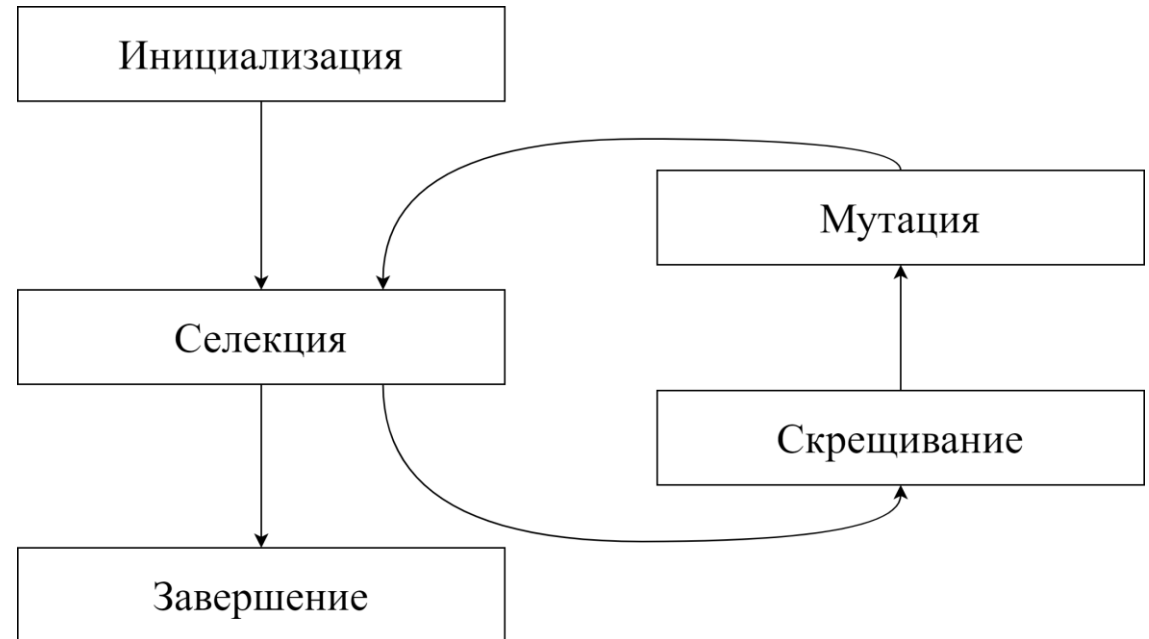 Инициализация
Мутация
Селекция
Скрещивание
Завершение